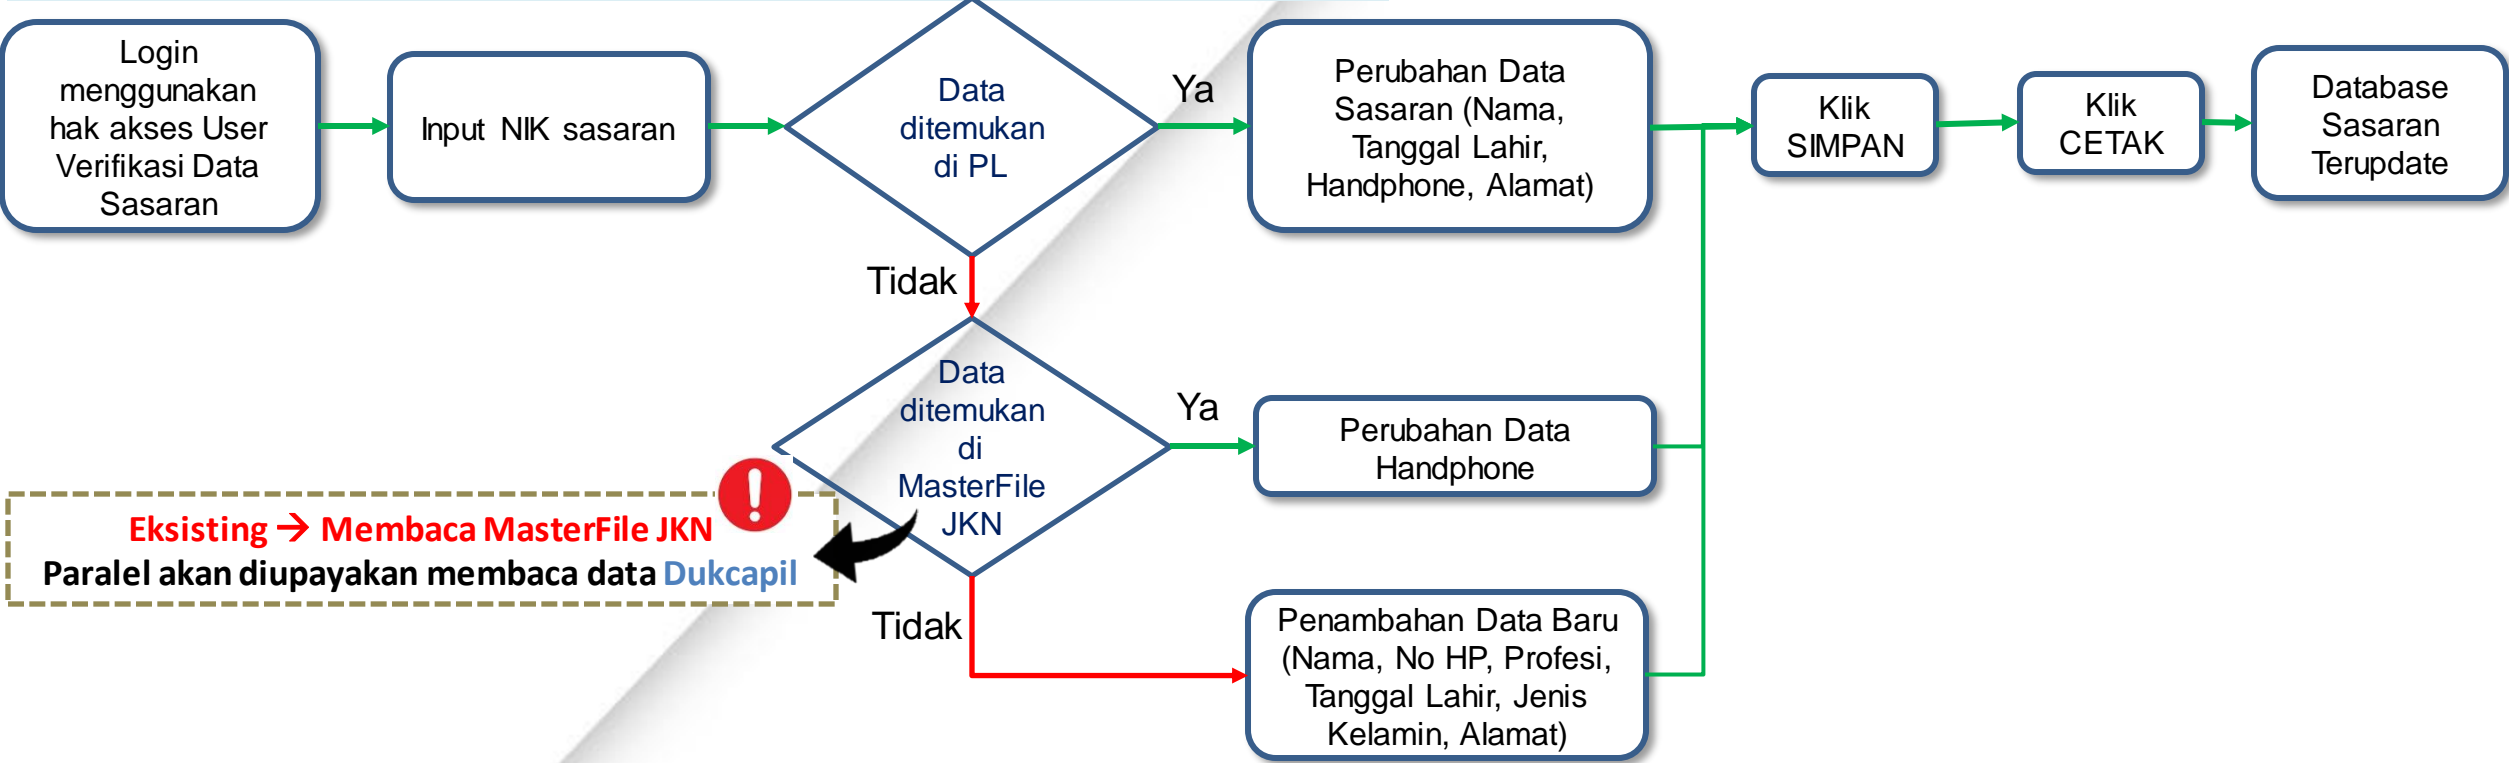 Login
menggunakan
hak akses User
Verifikasi Data
Sasaran
Input NIK sasaran
Data
ditemukan
di PL
Ya
Perubahan Data
Sasaran (Nama,
Tanggal Lahir,
Handphone, Alamat)
Klik
SIMPAN
Klik
CETAK
Database
Sasaran
Terupdate
Tidak
Data
ditemukan
di
MasterFile
JKN
Ya
Perubahan Data
Handphone
Eksisting → Membaca MasterFile JKN
Paralel akan diupayakan membaca data Dukcapil
Tidak
Penambahan Data Baru
(Nama, No HP, Profesi,
Tanggal Lahir, Jenis
Kelamin, Alamat)